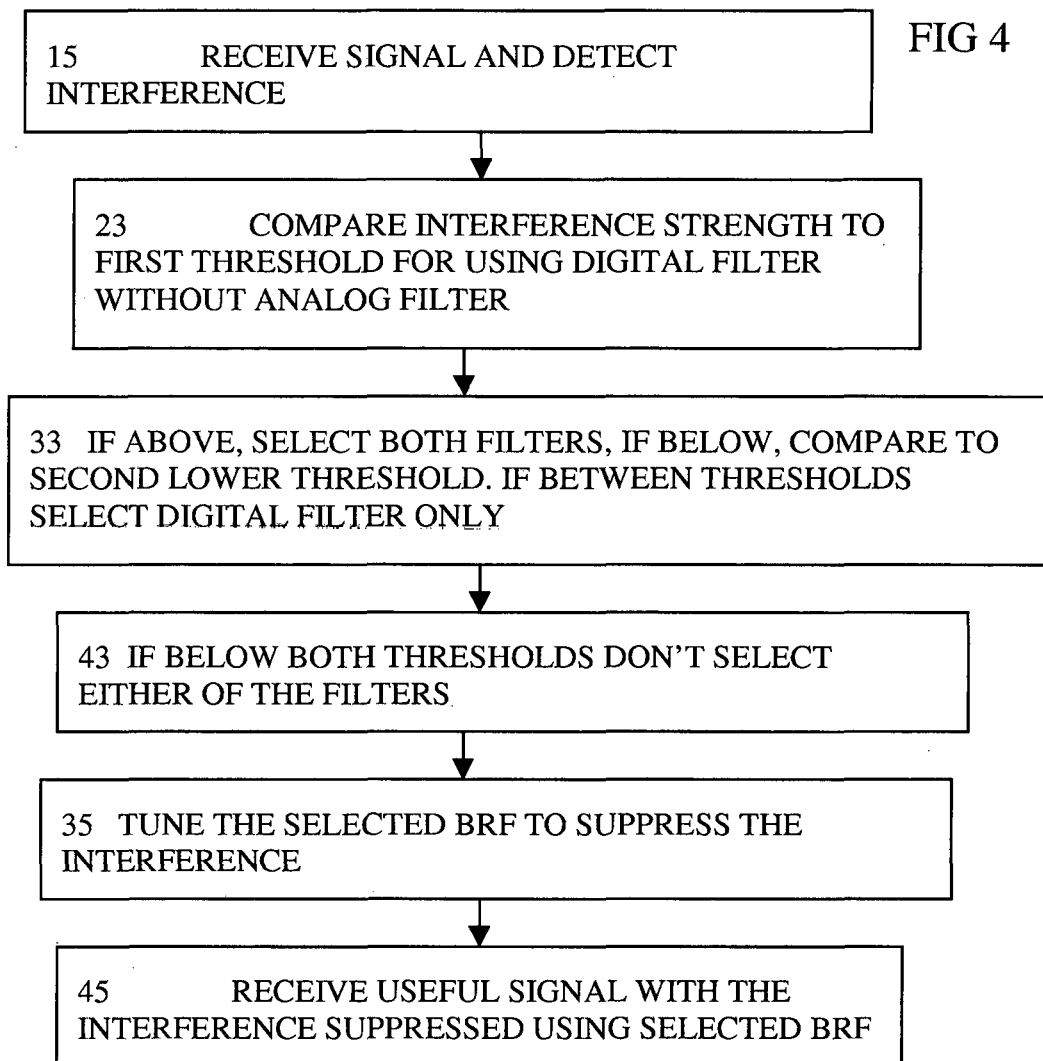 FIG 4
15 RECEIVE SIGNAL AND DETECT
INTERFERENCE
23 COMPARE INTERFERENCE STRENGTH TO
FIRST THRESHOLD FOR USING DIGITAL FILTER
WITHOUT ANALOG FILTER
33 IF ABOVE, SELECT BOTH FILTERS, IF BELOW, COMPARE TO
SECOND LOWER THRESHOLD. IF BETWEEN THRESHOLDS
SELECT DIGITAL FILTER ONLY
43 IF BELOW BOTH THRESHOLDS DON'T SELECT
EITHER OF THE FILTERS
35 TUNE THE SELECTED BRF TO SUPPRESS THE
INTERFERENCE
45 RECEIVE USEFUL SIGNAL WITH THE
INTERFERENCE SUPPRESSED USING SELECTED BRF